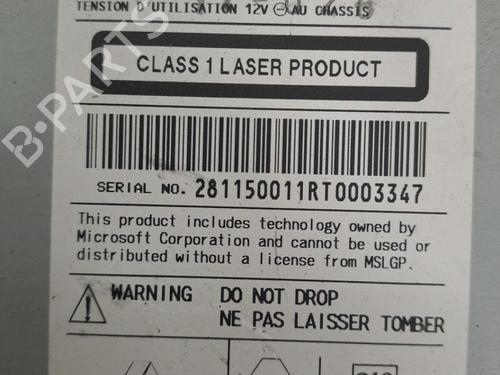 TENSION D'UTILISATION 12V ⊖ AU CHASSIS
CLASS 1 LASER PRODUCT
B-PARTS
SERIAL NO. 281150011RT0003347
This product includes technology owned by
Microsoft Corporation and cannot be used or
distributed without a license from MSLGP.
WARNING DO NOT DROP
NE PAS LAISSER TOMBER